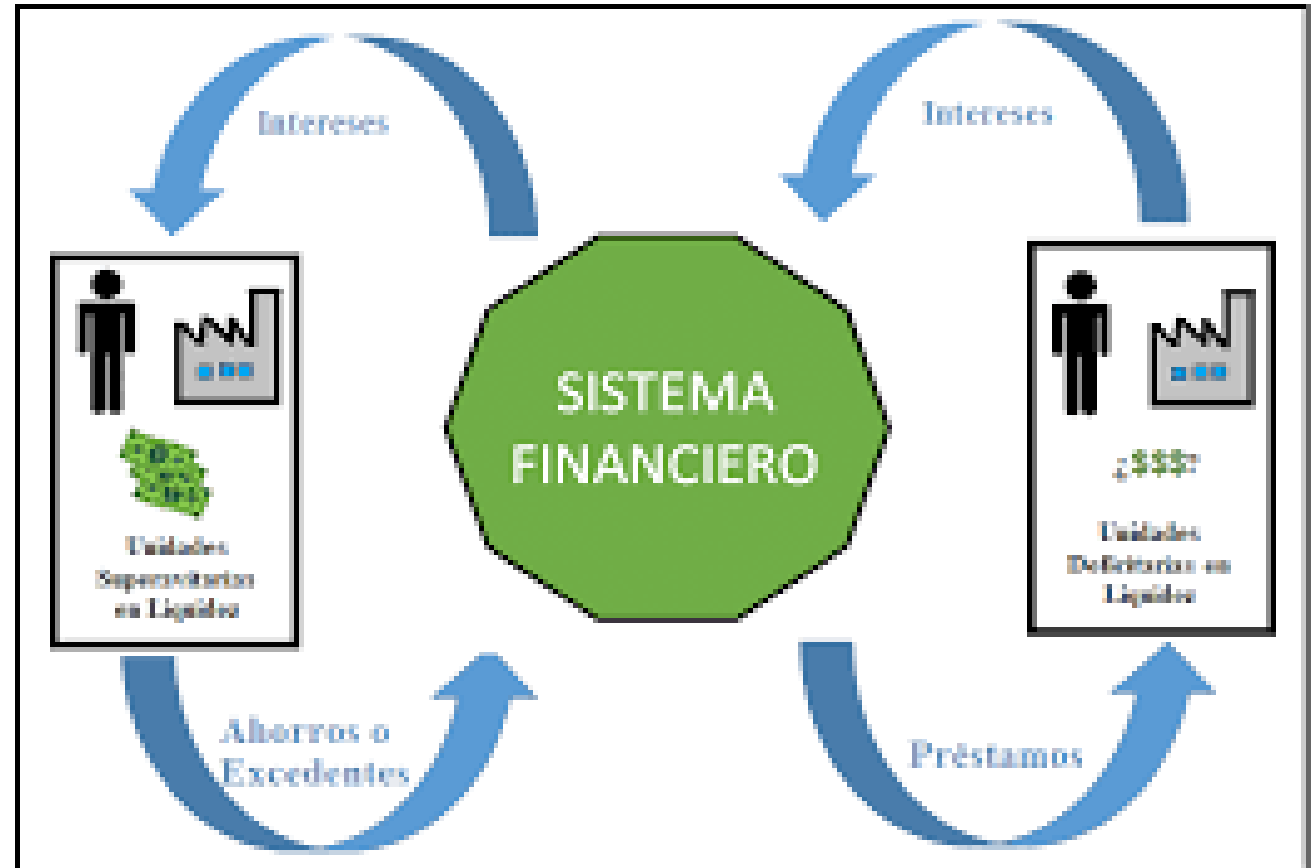 Intereses
Intereses
SISTEMA
FINANCIERO
¿$$$?
Unidades
Superavitarias
en Liquidez
Unidades
Deficitarias en
Liquidez
Ahorros o
Excedentes
Préstamos